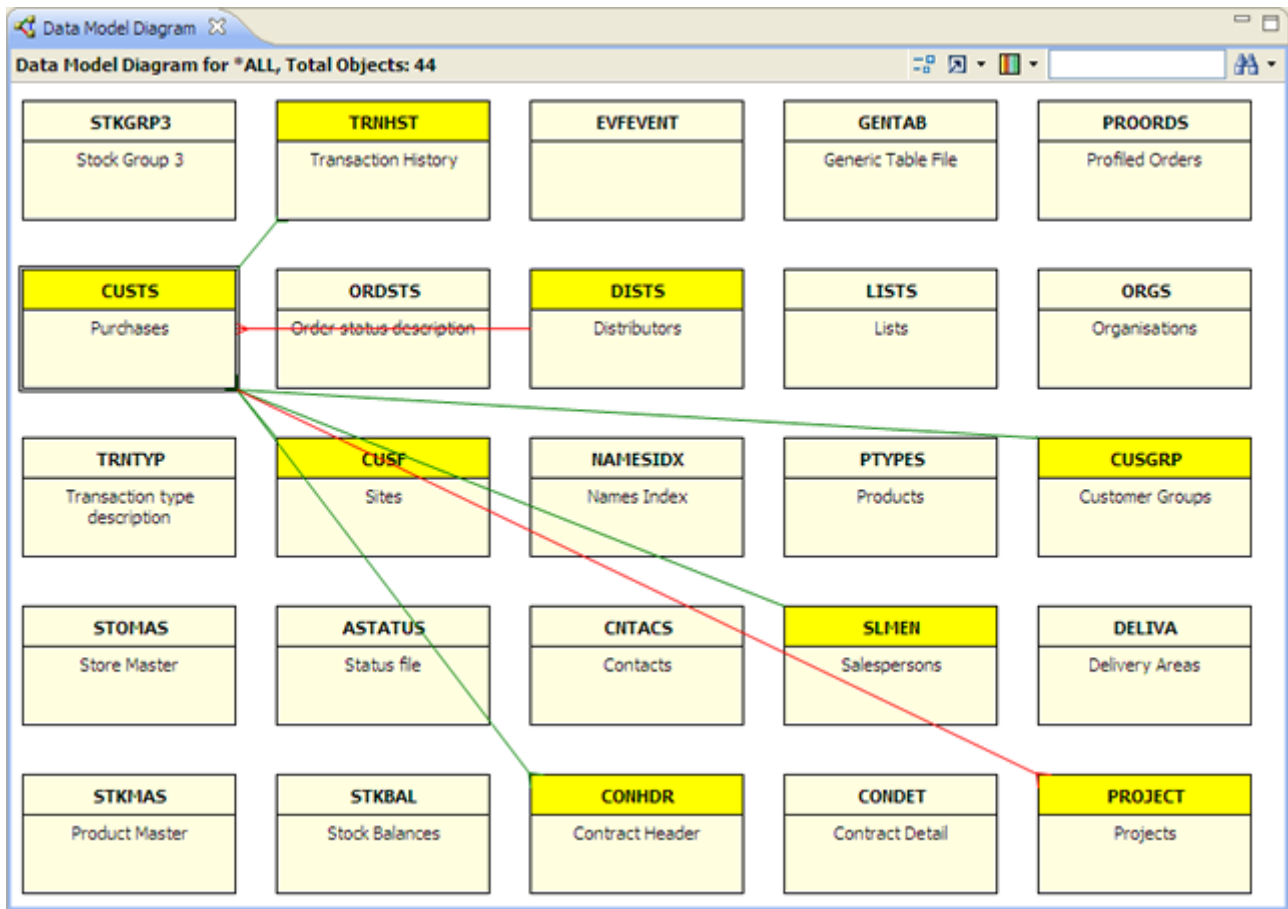 Data Model Diagram
Data Model Diagram for *ALL, Total Objects: 44
STKGRP3
Stock Group 3
TRNHST
Transaction History
EVFEVENT
GENTAB
Generic Table File
PROORDS
Profiled Orders
CUSTS
Purchases
ORDSTS
Order status description
DISTS
Distributors
LISTS
Lists
ORGS
Organisations
TRNTYP
Transaction type
description
CUSF
Sites
NAMESIDX
Names Index
PTYPES
Products
CUSGRP
Customer Groups
STOMAS
Store Master
ASTATUS
Status file
CNTACS
Contacts
SLMEN
Salespersons
DELIVA
Delivery Areas
STKMAS
Product Master
STKBAL
Stock Balances
CONHDR
Contract Header
CONDET
Contract Detail
PROJECT
Projects